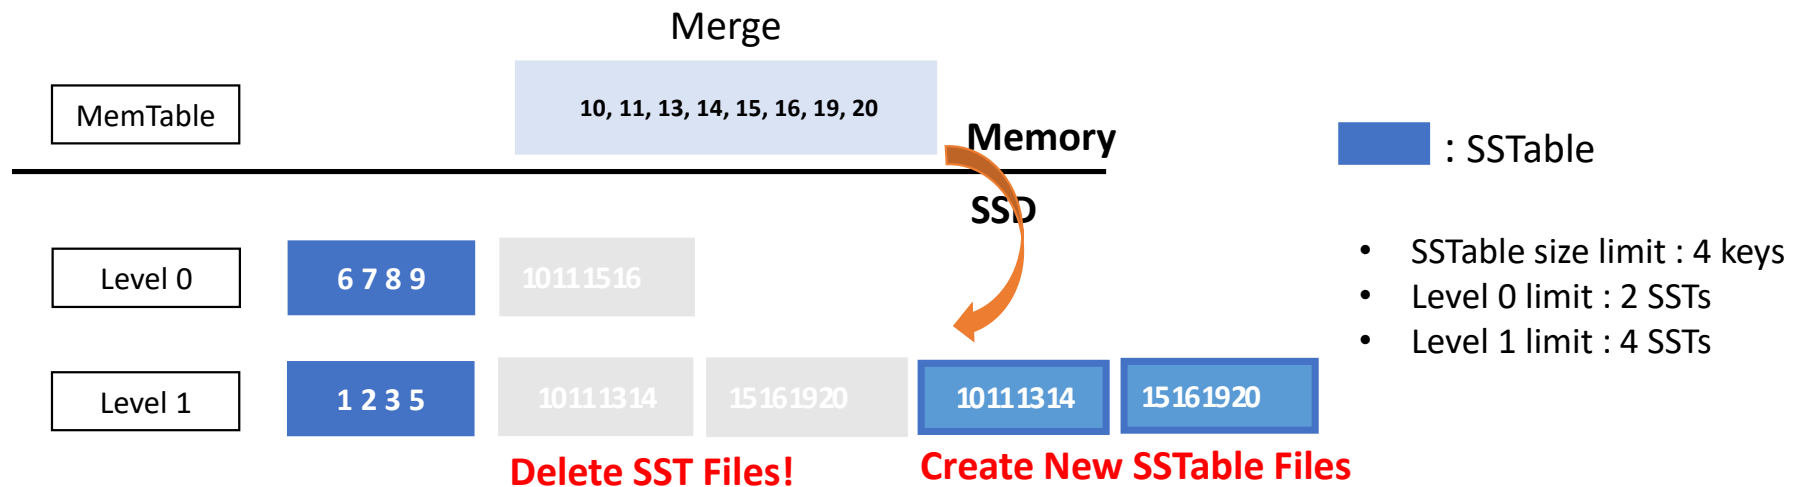 Merge
MemTable
10, 11, 13, 14, 15, 16, 19, 20
Memory
: SSTable
SSD
Level 0
6 7 8 9
10 11 15 16
• SSTable size limit : 4 keys
• Level 0 limit : 2 SSTs
• Level 1 limit : 4 SSTs
Level 1
1 2 3 5
10 11 13 14
15 16 19 20
10 11 13 14
15 16 19 20
Delete SST Files!
Create New SSTable Files